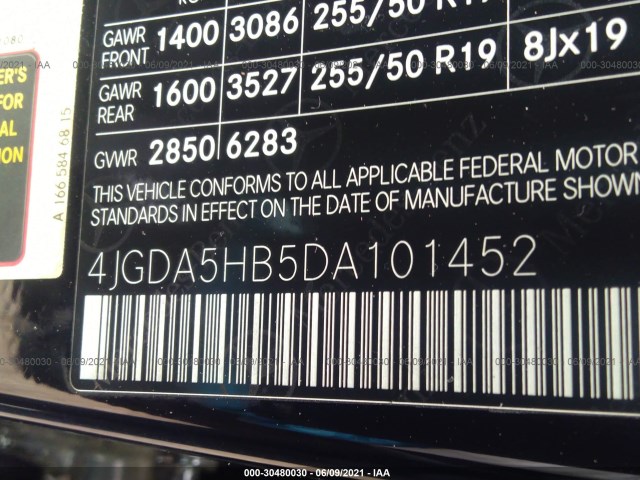 GAWR FRONT 1400 3086 255/50 R19 8Jx19
GAWR REAR 1600 3527 255/50 R19
GVWR 2850 6283
THIS VEHICLE CONFORMS TO ALL APPLICABLE FEDERAL MOTOR
STANDARDS IN EFFECT ON THE DATE OF MANUFACTURE SHOWN
4JGDA5HB5DA101452
A 166 584 68 15
000-30480030 - 06/09/2021 - IAA